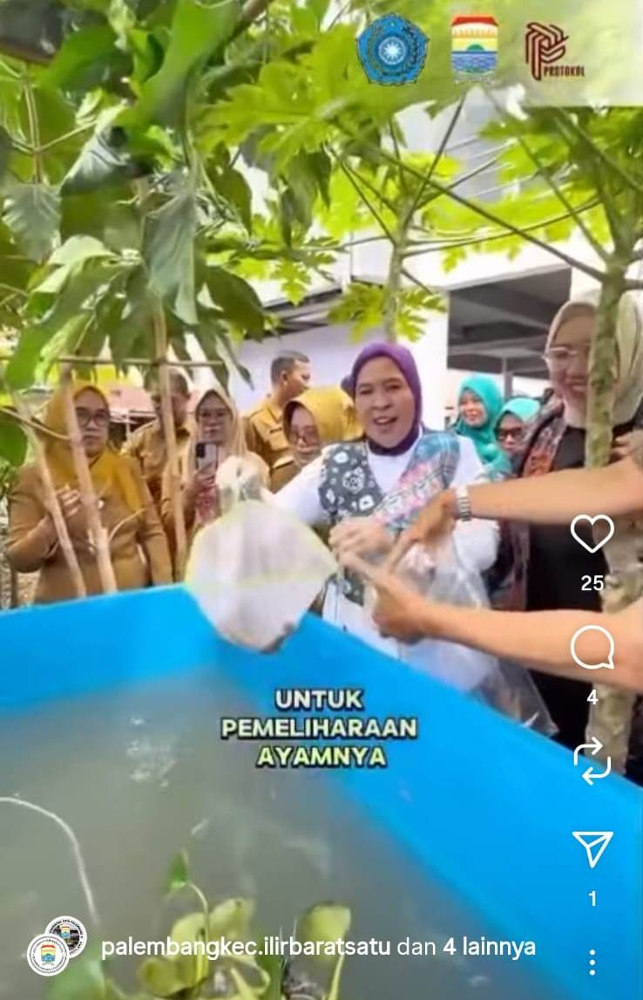 PROTOKOL
25
UNTUK
PEMELIHARAAN
AYAMNYA
4
1
palembangkec.ilirbaratsatu dan 4 lainnya